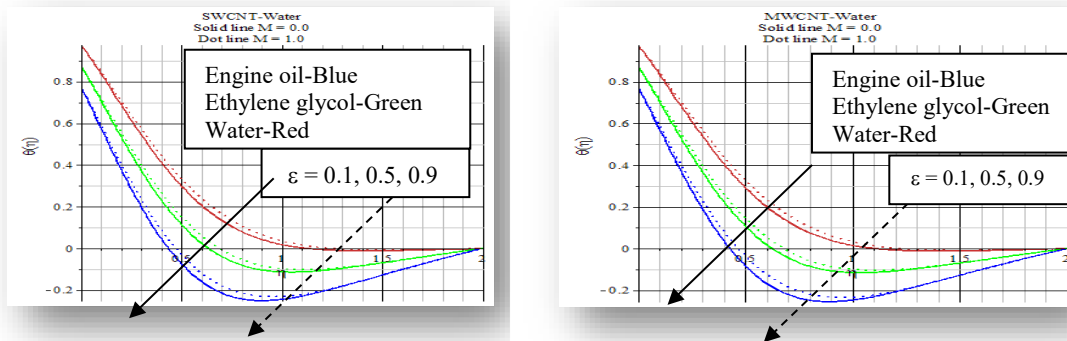 SWCNT-Water
Solid line M = 0.0
Dot line M = 1.0
Engine oil-Blue
Ethylene glycol-Green
Water-Red
ε = 0.1, 0.5, 0.9
θ(η)
0.8
0.6
0.4
0.2
0
-0.2
0.5
1
1.5
2
η
MWCNT-Water
Solid line M = 0.0
Dot line M = 1.0
Engine oil-Blue
Ethylene glycol-Green
Water-Red
ε = 0.1, 0.5, 0.9
θ(η)
0.8
0.6
0.4
0.2
0
-0.2
0.5
1
1.5
2
η